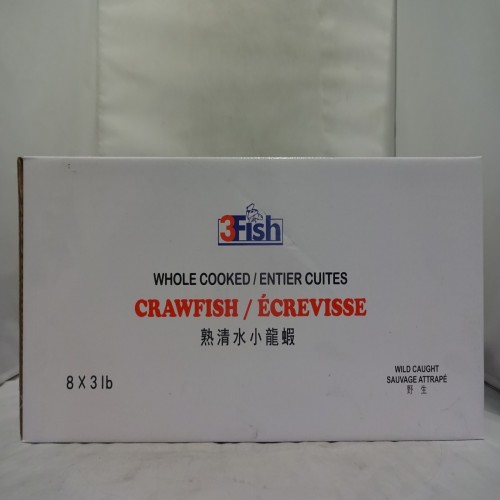 3Fish
WHOLE COOKED / ENTIER CUITES
CRAWFISH / ÉCREVISSE
熟清水小龍蝦
8 X 3 lb
WILD CAUGHT
SAUVAGE ATTRAPÉ
野 生